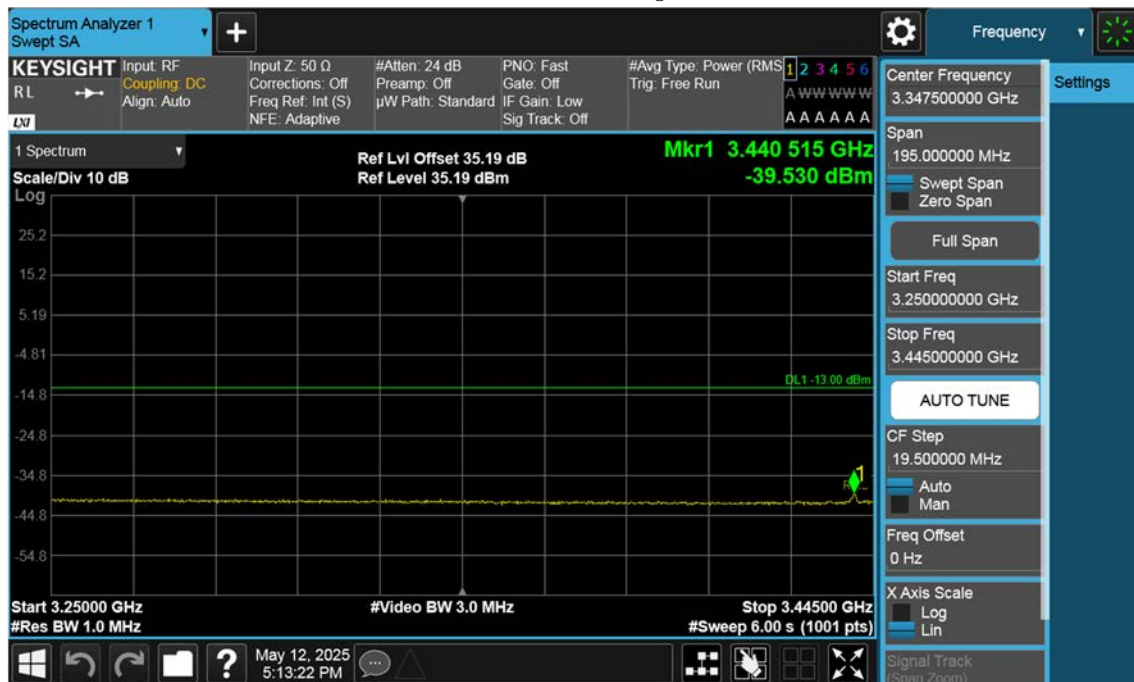 Spectrum Analyzer 1
Swept SA
Frequency
KEYSIGHT
RL
LXI
Input: RF
Coupling: DC
Align: Auto
Input Z: 50 Ω
Corrections: Off
Freq Ref: Int (S)
NFE: Adaptive
#Atten: 24 dB
Preamp: Off
µW Path: Standard
PNO: Fast
Gate: Off
IF Gain: Low
Sig Track: Off
#Avg Type: Power (RMS
Trig: Free Run
1 2 3 4 5 6
A W W W W W
A A A A A A
1 Spectrum
Scale/Div 10 dB
Ref Lvl Offset 35.19 dB
Ref Level 35.19 dBm
Mkr1 3.440 515 GHz
-39.530 dBm
Log
25.2
15.2
5.19
-4.81
-14.8
-24.8
-34.8
-44.8
-54.8
DL1 -13.00 dBm
1
Start 3.25000 GHz
#Res BW 1.0 MHz
#Video BW 3.0 MHz
Stop 3.44500 GHz
#Sweep 6.00 s (1001 pts)
Center Frequency
3.347500000 GHz
Span
195.000000 MHz
Swept Span
Zero Span
Full Span
Start Freq
3.250000000 GHz
Stop Freq
3.445000000 GHz
AUTO TUNE
CF Step
19.500000 MHz
Auto
Man
Freq Offset
0 Hz
X Axis Scale
Log
Lin
Signal Track
(Span Zoom)
Settings
?
May 12, 2025
5:13:22 PM